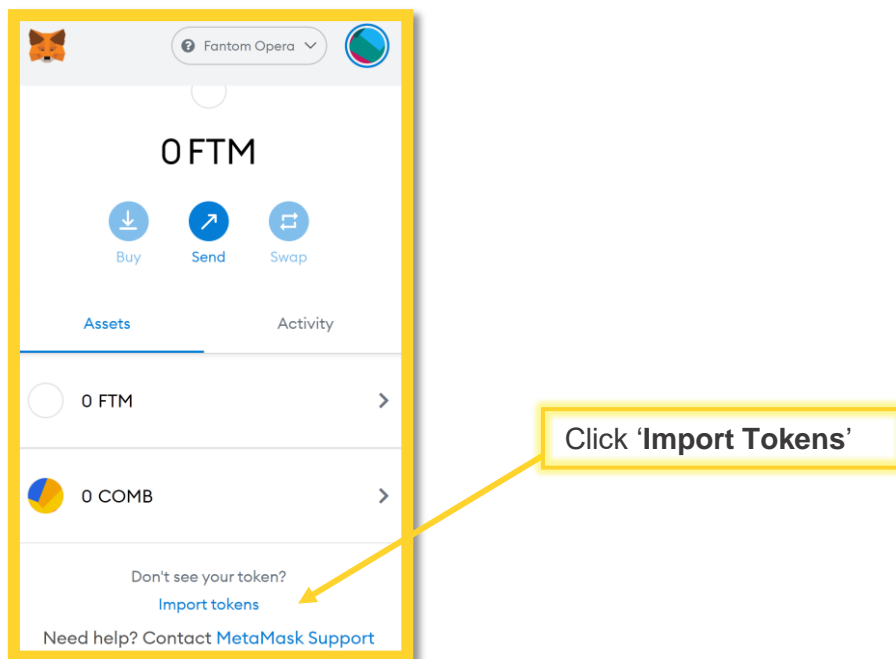 Fantom Opera
0 FTM
Buy Send Swap
Assets Activity
0 FTM
0 COMB
Click ‘Import Tokens’
Don't see your token?
Import tokens
Need help? Contact MetaMask Support